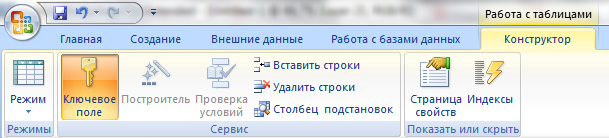 Работа с таблицами
Главная Создание Внешние данные Работа с базами данных Конструктор
Режим
Ключевое поле
Построитель
Проверка условий
Вставить строки
Удалить строки
Столбец подстановок
Страница свойств
Индексы
Режимы Сервис Показать или скрыть